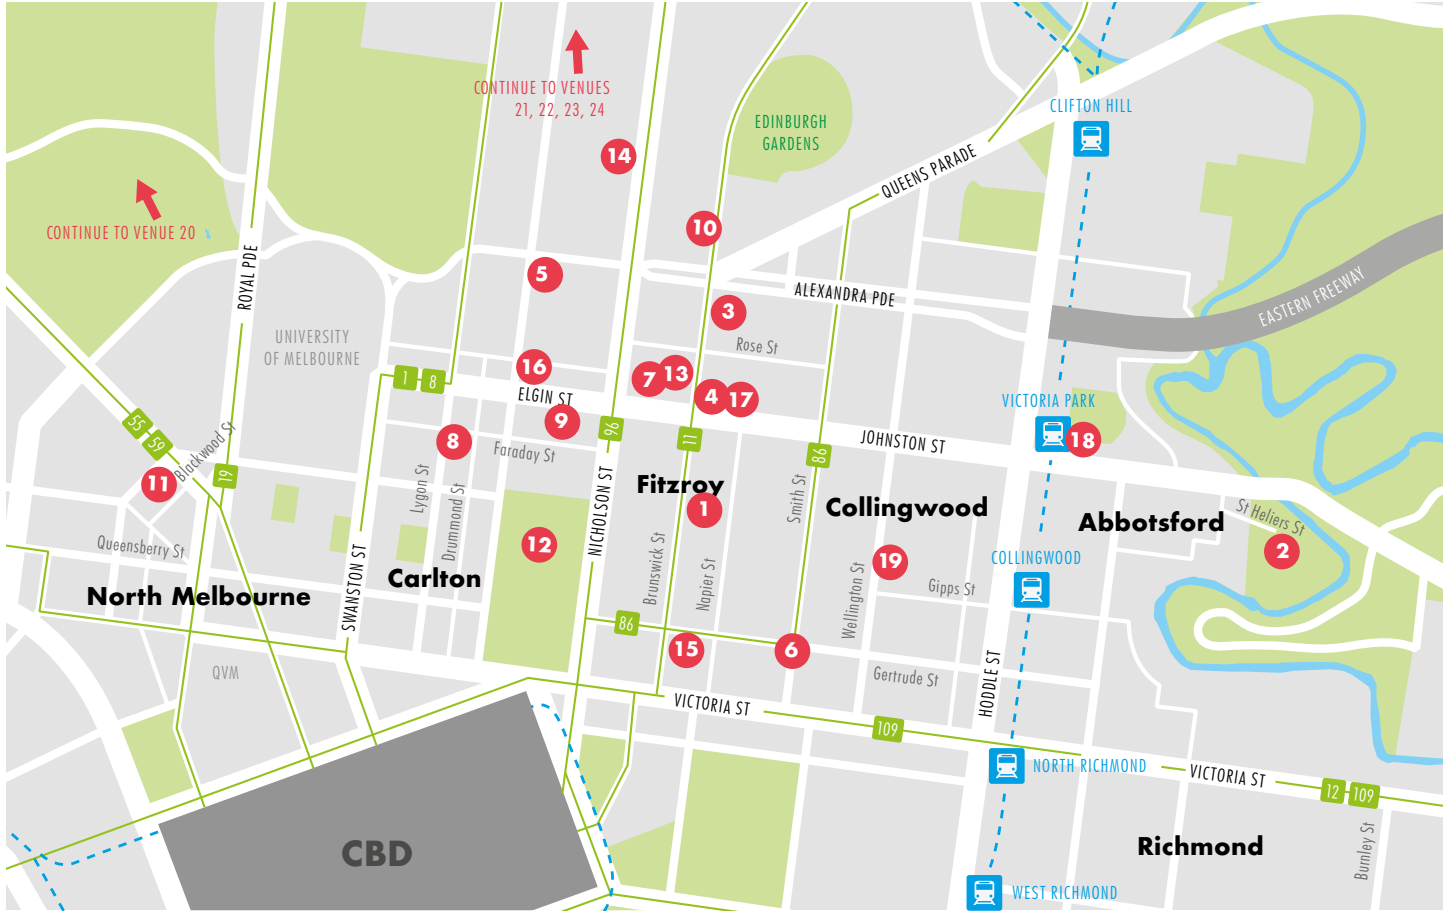 CONTINUE TO VENUES
21, 22, 23, 24
CLIFTON HILL
EDINBURGH
GARDENS
14
QUEENS PARADE
CONTINUE TO VENUE 20
10
ROYAL PDE
5
ALEXANDRA PDE
EASTERN FREEWAY
3
UNIVERSITY
OF MELBOURNE
Rose St
16
7
13
1
8
ELGIN ST
4
17
VICTORIA PARK
55
59
9
96
11
JOHNSTON ST
18
Blackwood St
8
Faraday St
86
19
11
Lygon St
Drummond St
NICHOLSON ST
Fitzroy
1
Smith St
Collingwood
Abbotsford
St Heliers St
2
Queensberry St
12
COLLINGWOOD
19
North Melbourne
SWANSTON ST
Carlton
Brunswick St
Napier St
Wellington St
Gipps St
86
15
6
QVM
Gertrude St
HODDLE ST
VICTORIA ST
109
NORTH RICHMOND
VICTORIA ST
12
109
CBD
Richmond
Burnley St
WEST RICHMOND